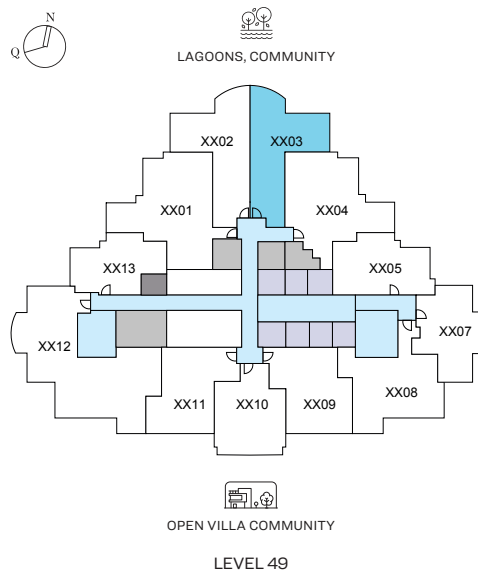 N
Q
LAGOONS, COMMUNITY
XX02
XX03
XX01
XX04
XX13
XX05
XX12
XX07
XX08
XX11
XX10
XX09
OPEN VILLA COMMUNITY
LEVEL 49